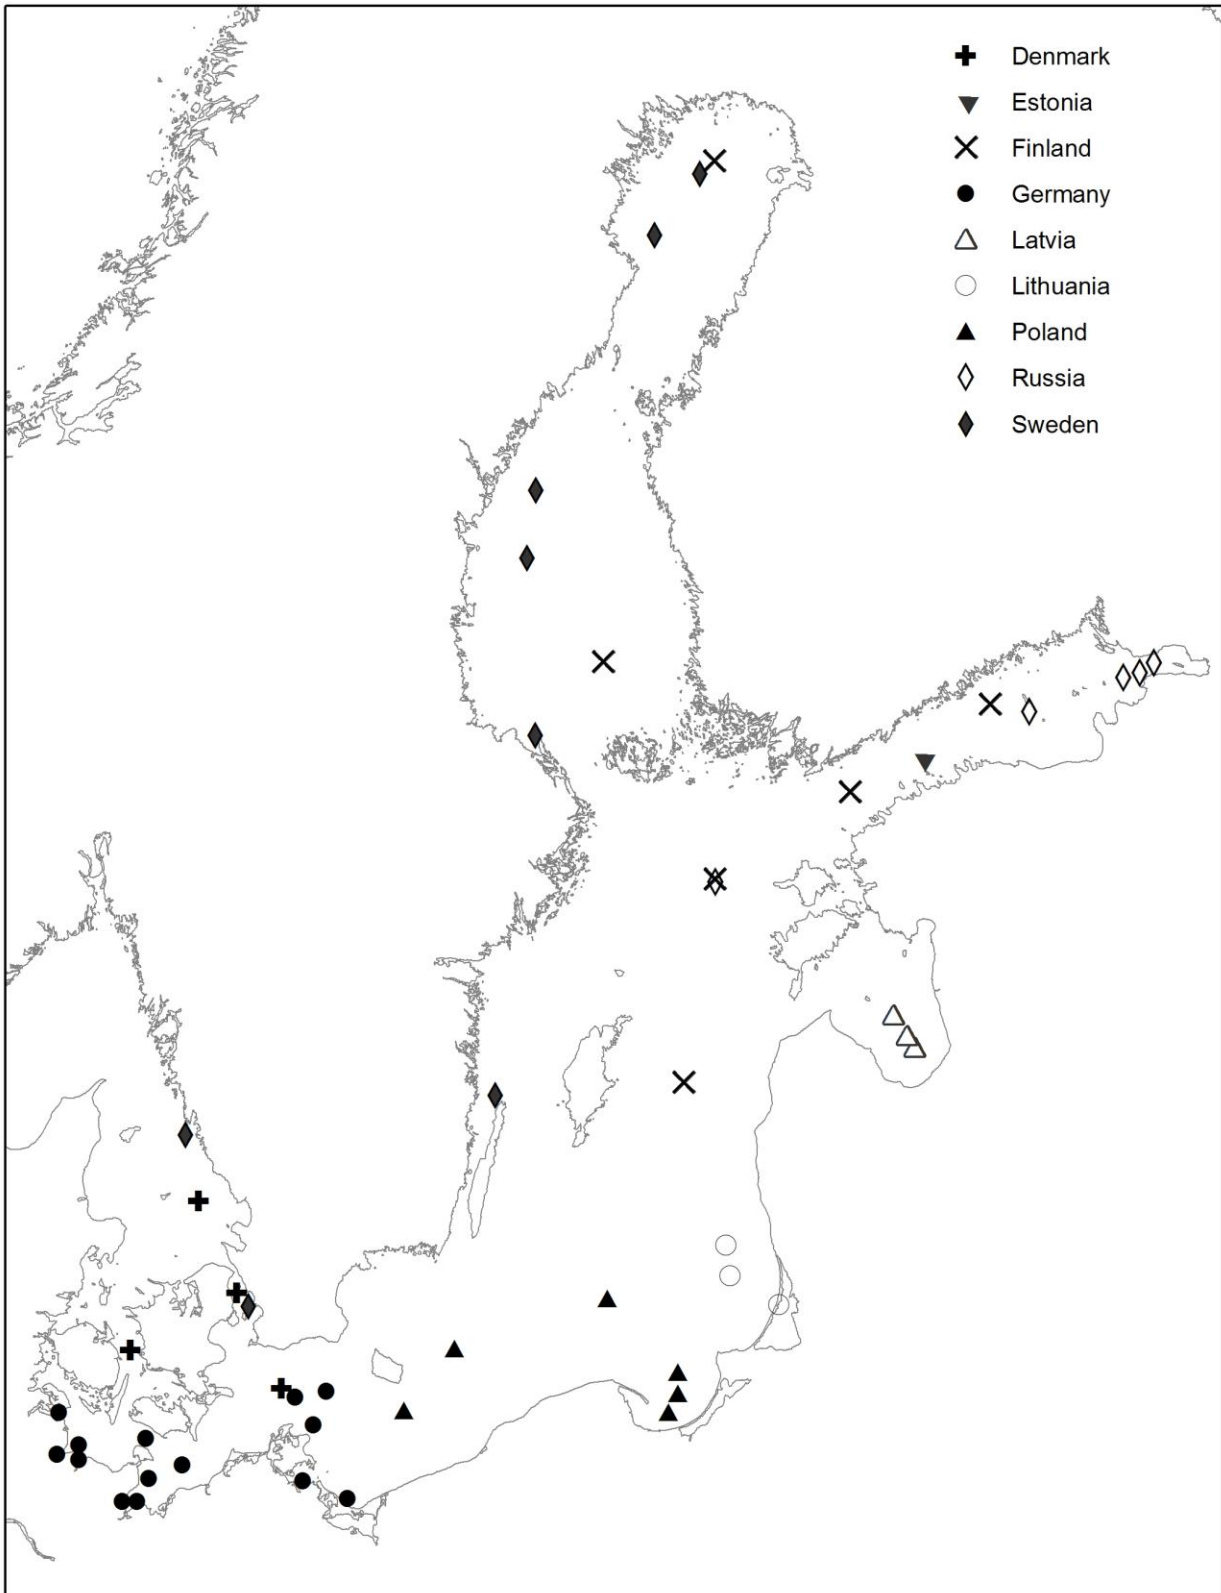 Denmark
Estonia
Finland
Germany
Latvia
Lithuania
Poland
Russia
Sweden